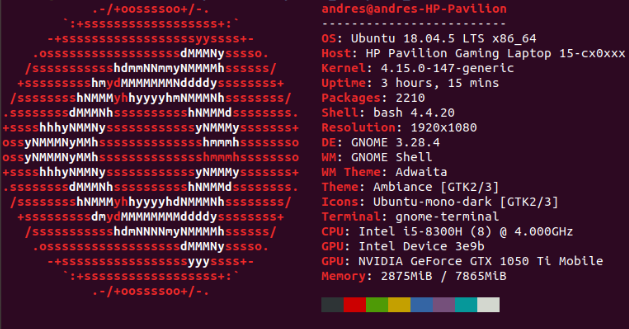 andres@andres-HP-Pavilion
-------------------------
OS: Ubuntu 18.04.5 LTS x86_64
Host: HP Pavilion Gaming Laptop 15-cx0xxx
Kernel: 4.15.0-147-generic
Uptime: 3 hours, 15 mins
Packages: 2210
Shell: bash 4.4.20
Resolution: 1920x1080
DE: GNOME 3.28.4
WM: GNOME Shell
WM Theme: Adwaita
Theme: Ambiance [GTK2/3]
Icons: Ubuntu-mono-dark [GTK2/3]
Terminal: gnome-terminal
CPU: Intel i5-8300H (8) @ 4.000GHz
GPU: Intel Device 3e9b
GPU: NVIDIA GeForce GTX 1050 Ti Mobile
Memory: 2875MiB / 7865MiB